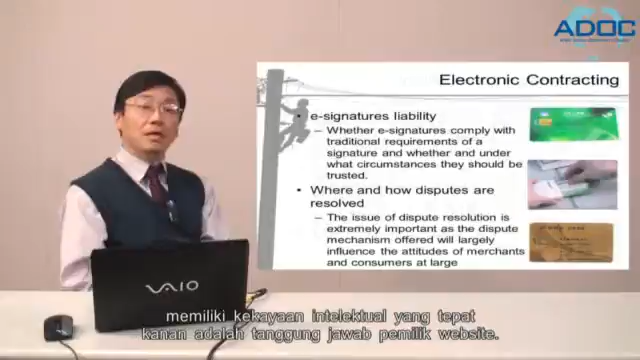 ADOC
Electronic Contracting
• e-signatures liability
– Whether e-signatures comply with
traditional requirements of a
signature and whether and under
what circumstances they should be
trusted.
• Where and how disputes are
resolved
– The issue of dispute resolution is
extremely important as the dispute
mechanism offered will largely
influence the attitudes of merchants
and consumers at large
VAIO
memiliki kekayaan intelektual yang tepat
kanan adalah tanggung jawab pemilik website.